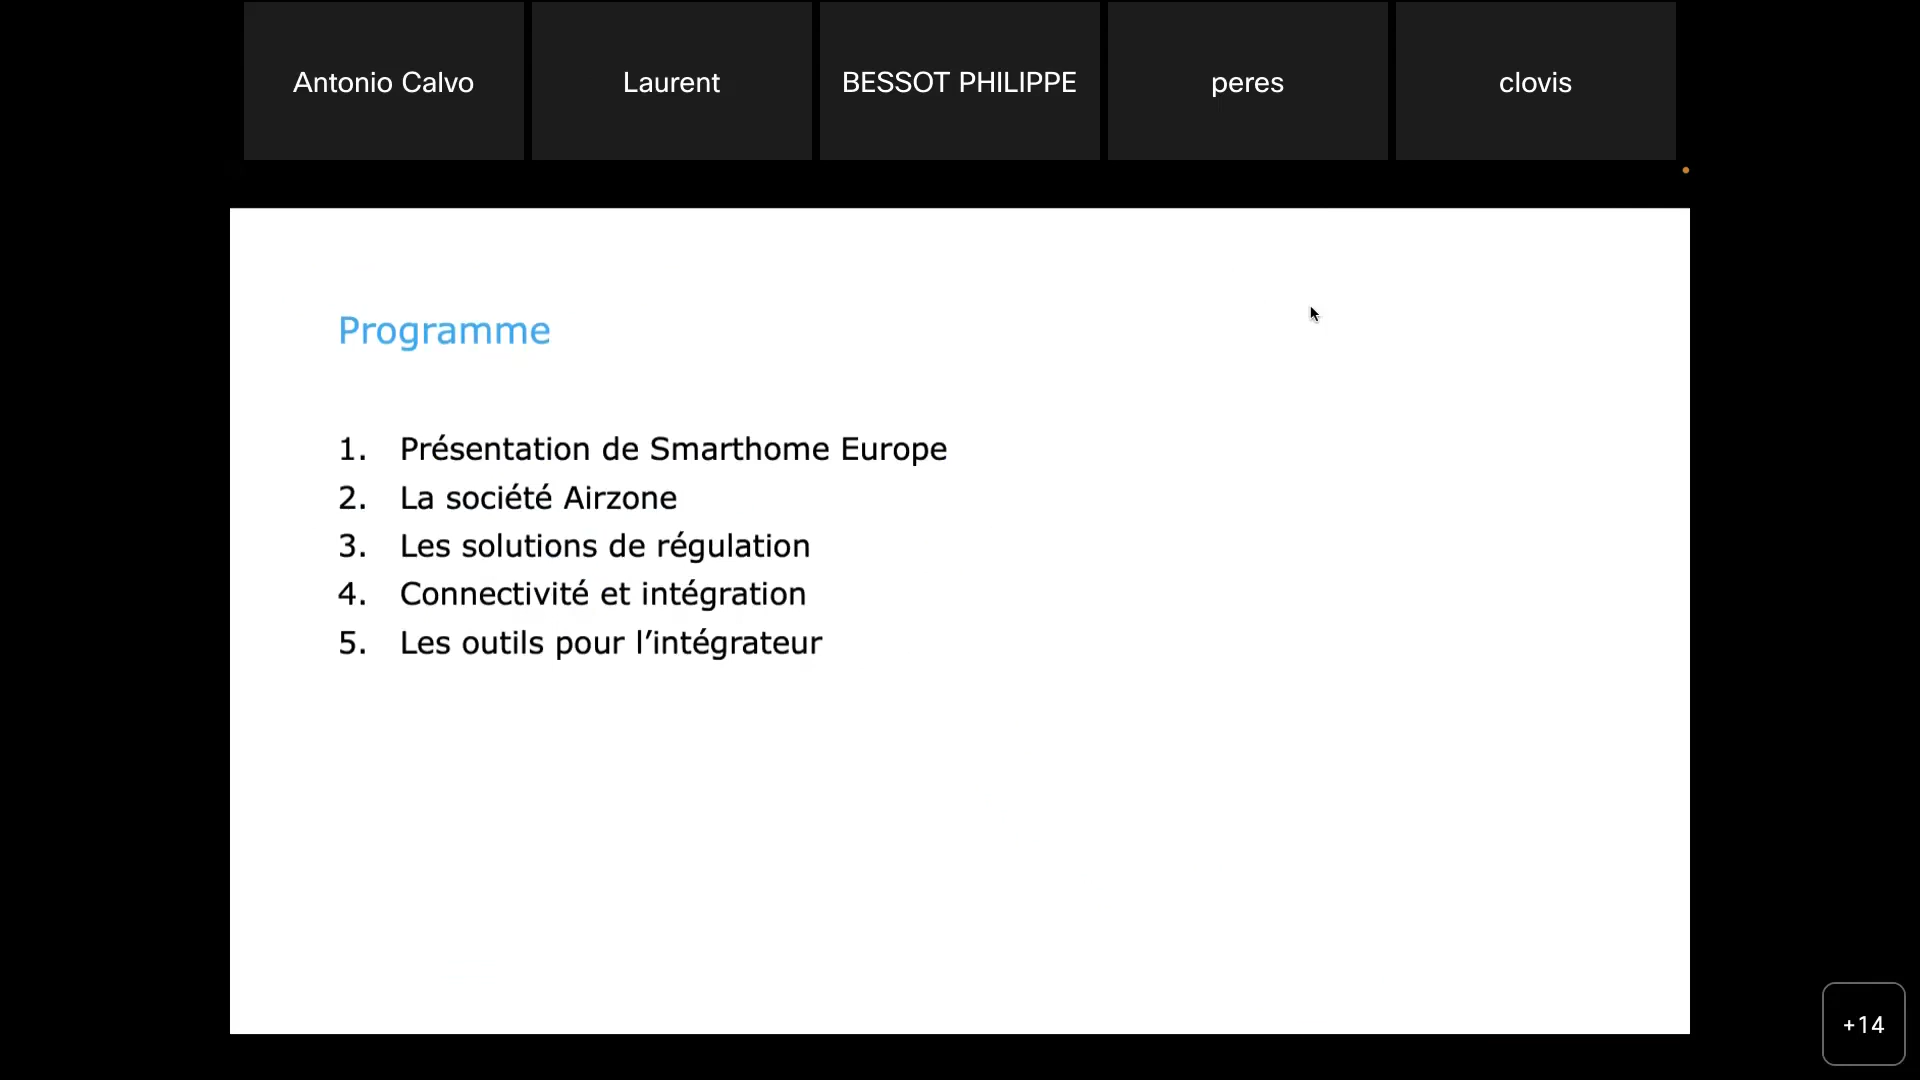 Antonio Calvo
Laurent
BESSOT PHILIPPE
peres
clovis
Programme
1. Présentation de Smarthome Europe
2. La société Airzone
3. Les solutions de régulation
4. Connectivité et intégration
5. Les outils pour l’intégrateur
+14